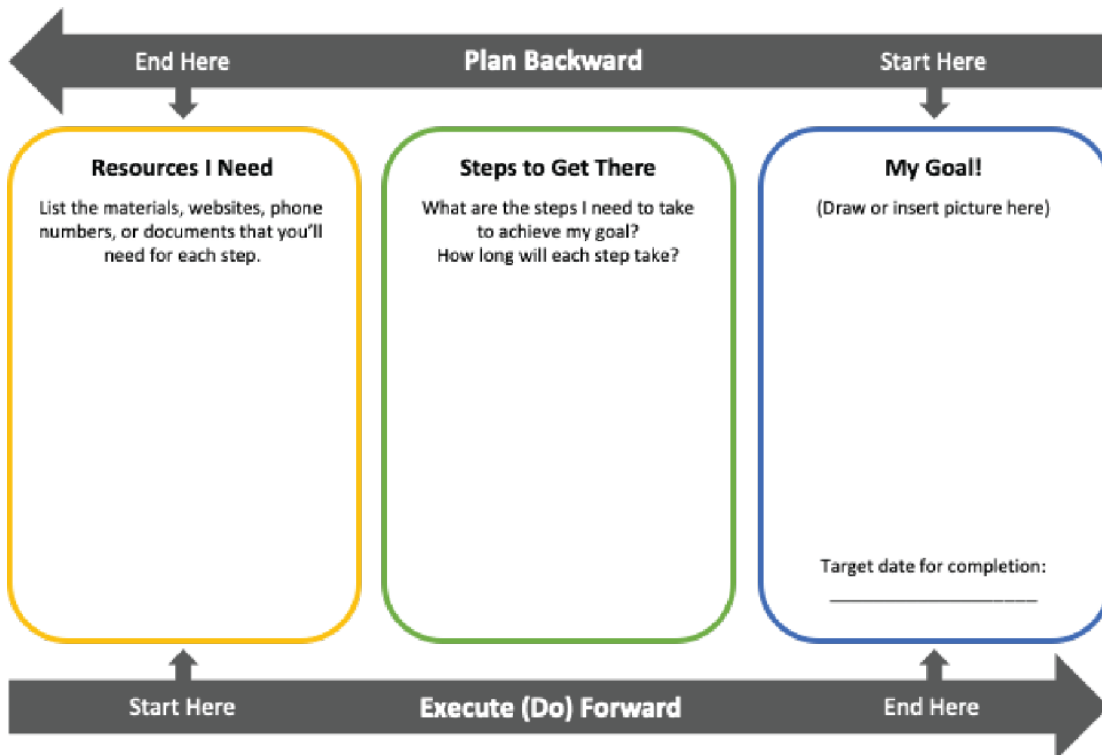 End Here
Plan Backward
Start Here
Resources I Need
List the materials, websites, phone
numbers, or documents that you'll
need for each step.
Steps to Get There
What are the steps I need to take
to achieve my goal?
How long will each step take?
My Goal!
(Draw or insert picture here)
Target date for completion:
Start Here
Execute (Do) Forward
End Here